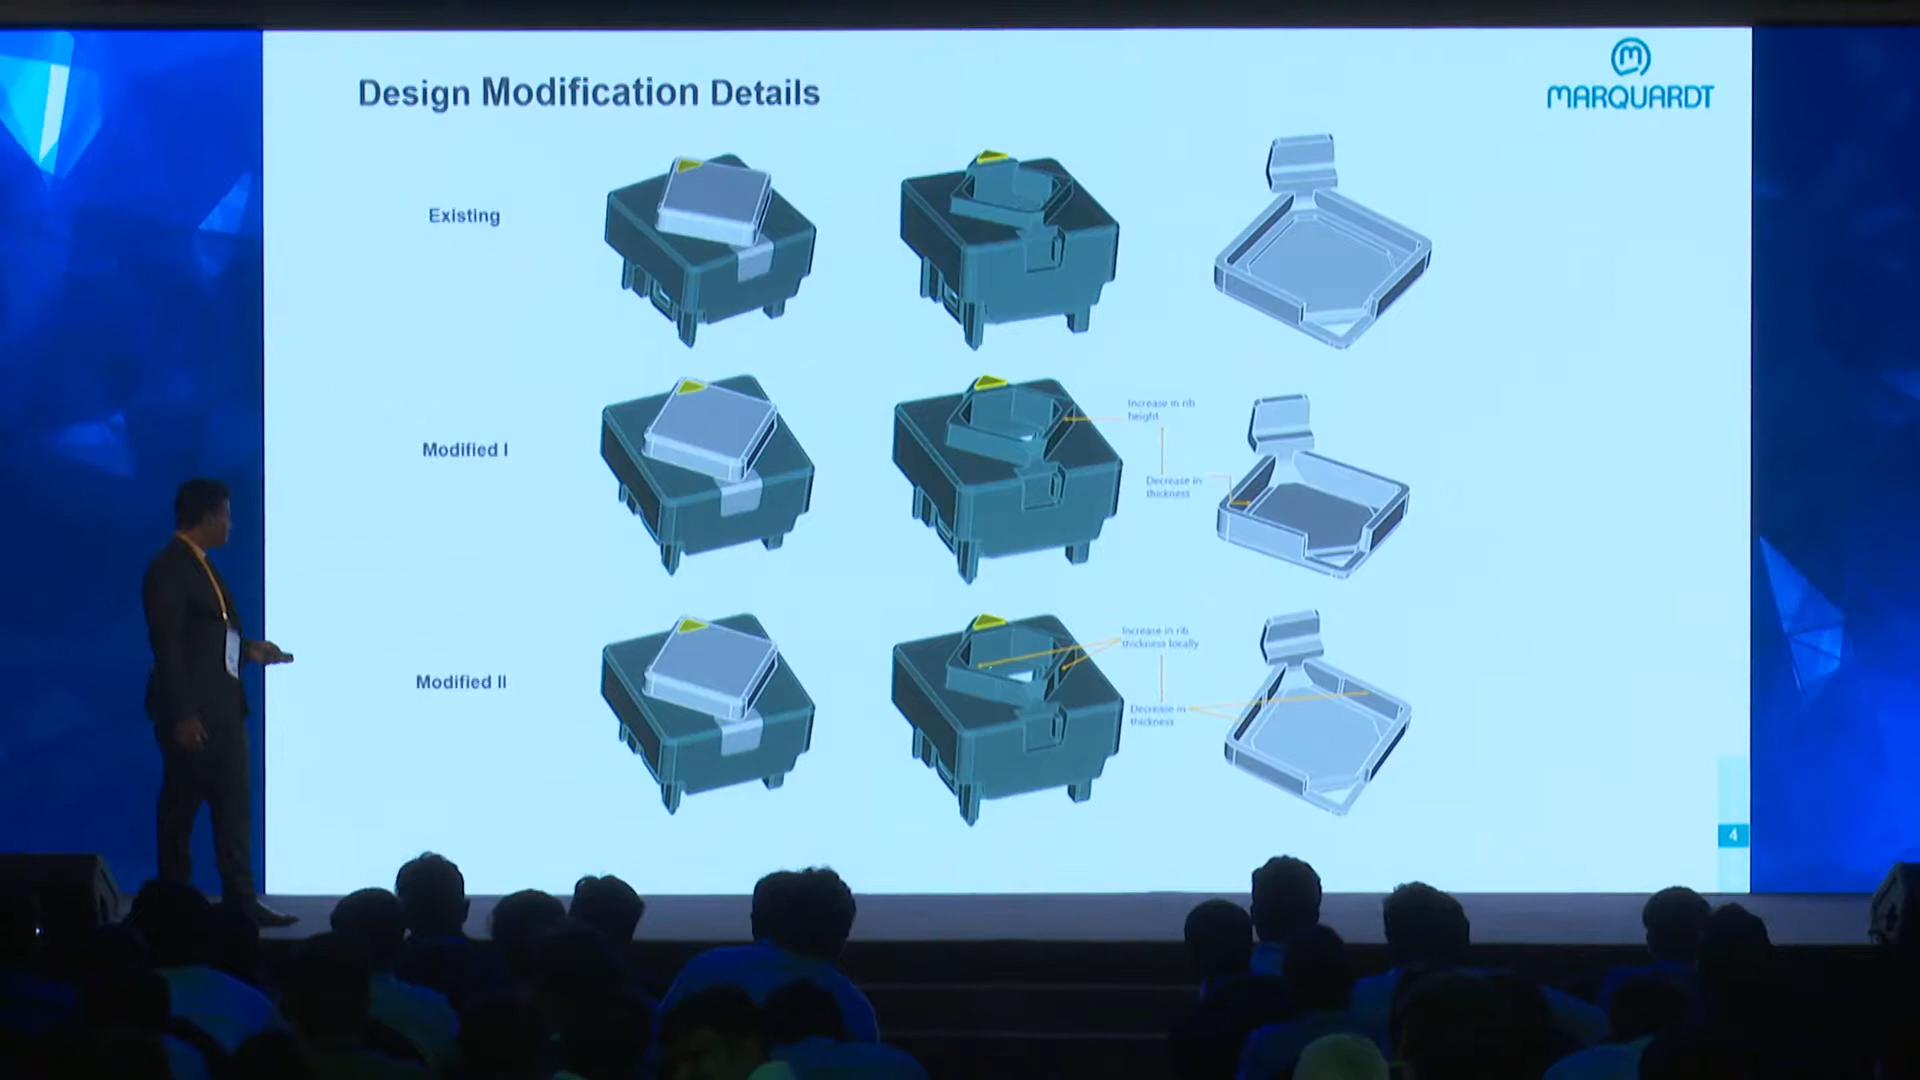 Design Modification Details
MARQUARDT
Existing
Modified I
Increase in rib
height
Decrease in
thickness
Modified II
Increase in rib
thickness locally
Decrease in
thickness
4